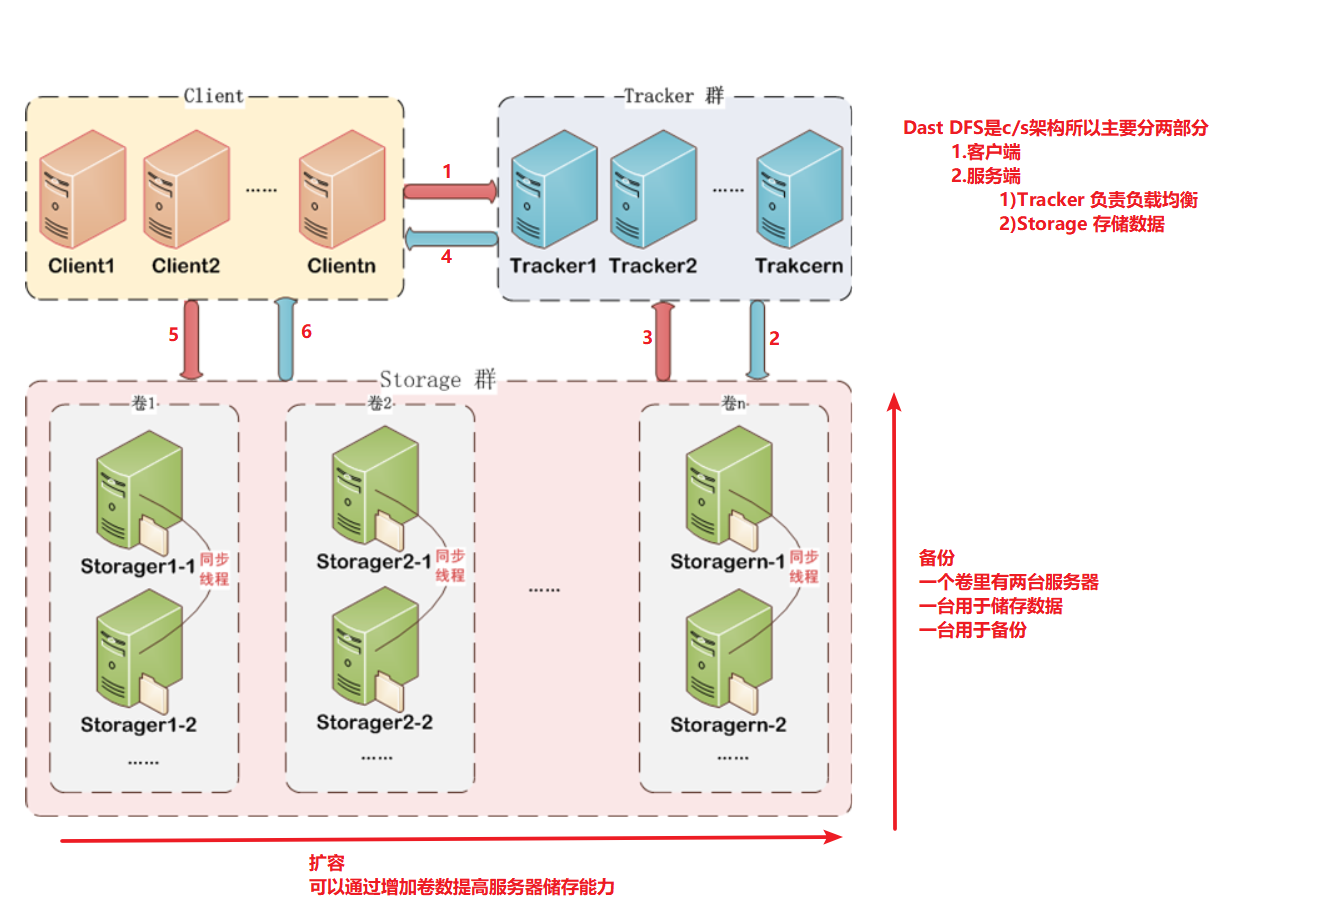 Client
Client1
Client2
......
Clientn
1
4
Tracker 群
Tracker1
Tracker2
......
Trakcern
Dast DFS是c/s架构所以主要分两部分
1.客户端
2.服务端
1)Tracker 负责负载均衡
2)Storage 存储数据
5
6
3
2
Storage 群
卷1
Storager1-1
同步
线程
Storager1-2
......
卷2
Storager2-1
同步
线程
Storager2-2
......
......
卷n
Storagern-1
同步
线程
Storagern-2
......
备份
一个卷里有两台服务器
一台用于储存数据
一台用于备份
扩容
可以通过增加卷数提高服务器储存能力